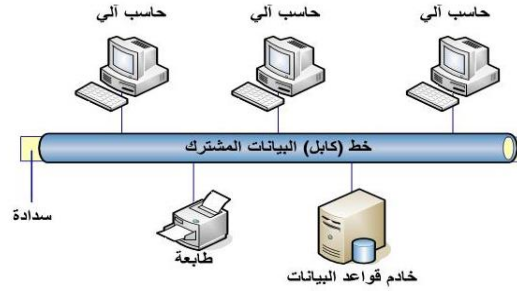 حاسب آلي
حاسب آلي
حاسب آلي
خط (كابل) البيانات المشترك
سدادة
طابعة
خادم قواعد البيانات